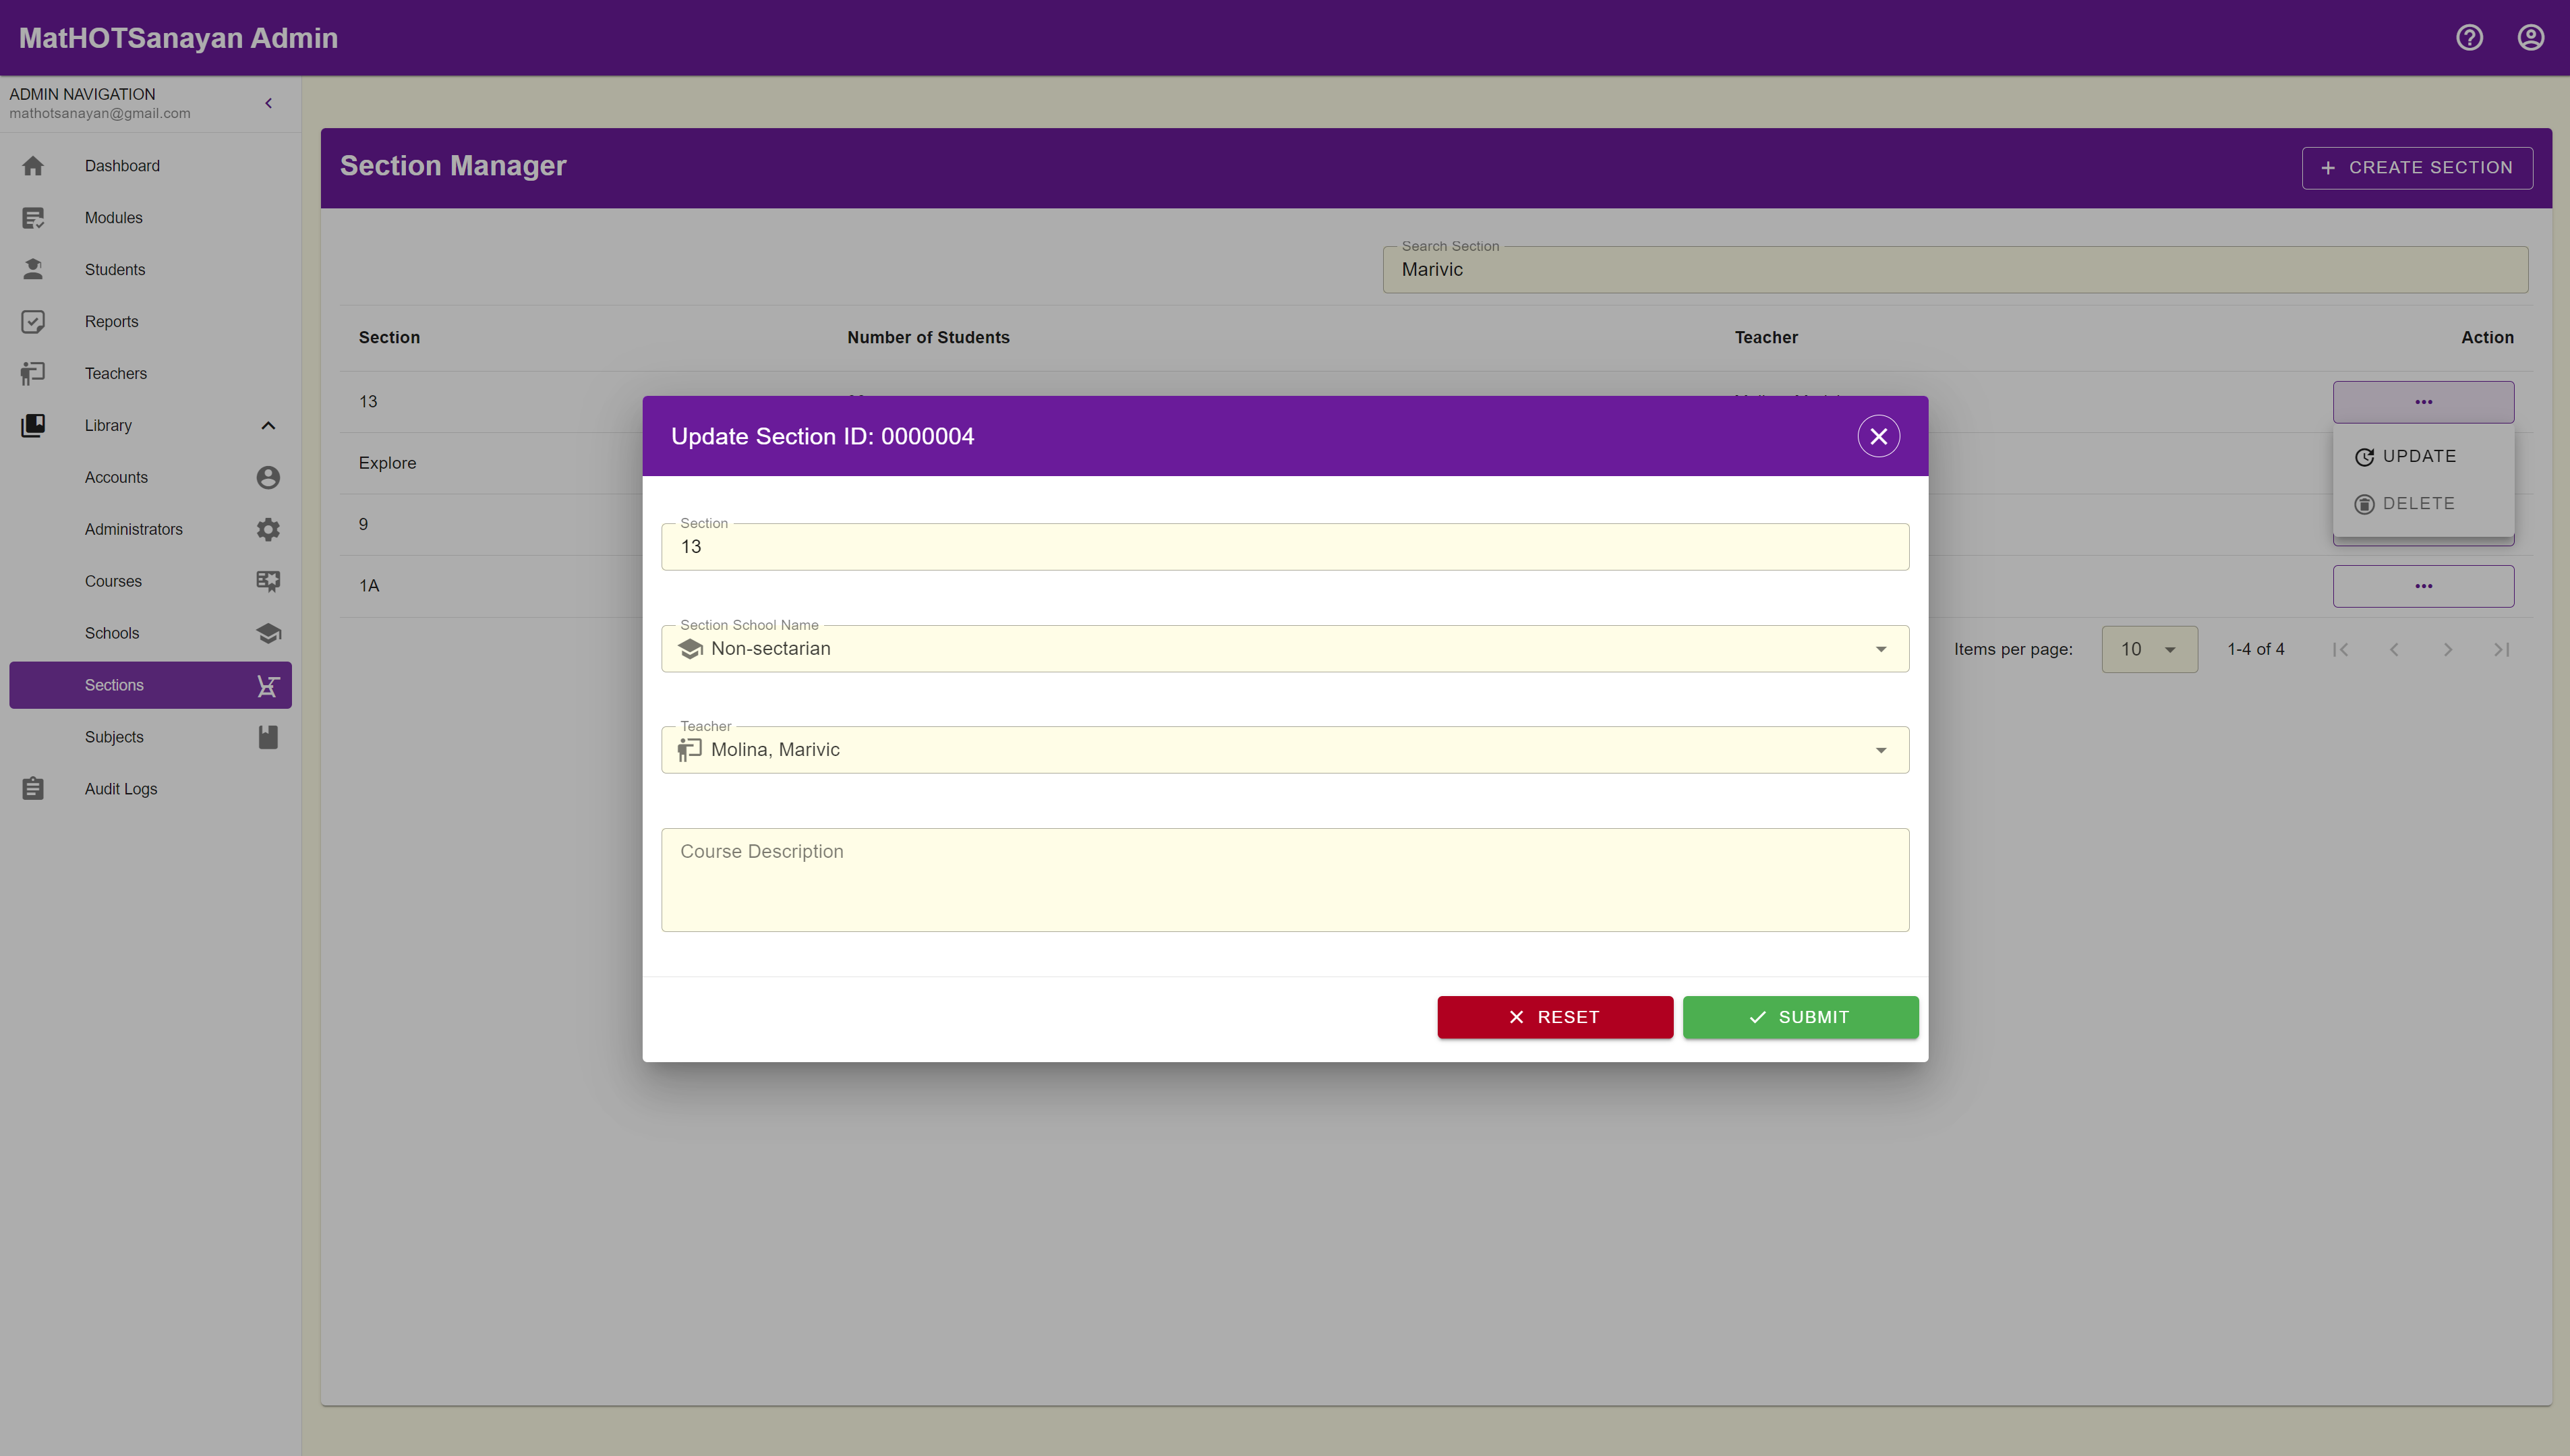 MatHOTSanayan Admin
ADMIN NAVIGATION
mathotsanayan@gmail.com
Dashboard
Modules
Students
Reports
Teachers
Library
Accounts
Administrators
Courses
Schools
Sections
Subjects
Audit Logs
Section Manager
CREATE SECTION
Search Section
Marivic
Section Number of Students Teacher Action
13
Explore
9
1A
UPDATE
DELETE
Items per page: 10 1-4 of 4
Update Section ID: 0000004
Section
13
Section School Name
Non-sectarian
Teacher
Molina, Marivic
Course Description
RESET SUBMIT